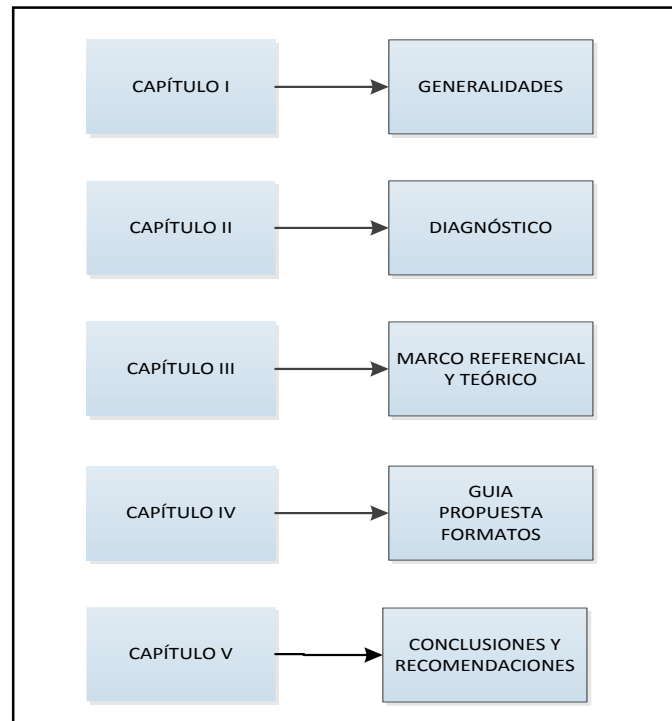 CAPÍTULO I
GENERALIDADES
CAPÍTULO II
DIAGNÓSTICO
CAPÍTULO III
MARCO REFERENCIAL
Y TEÓRICO
CAPÍTULO IV
GUIA
PROPUESTA
FORMATOS
CAPÍTULO V
CONCLUSIONES Y
RECOMENDACIONES